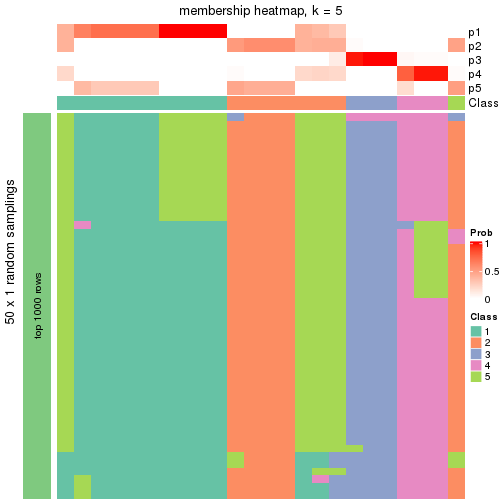 membership heatmap, k = 5
p1
p2
p3
p4
p5
Class
50 x 1 random samplings
top 1000 rows
Prob
1
0.5
0
Class
1
2
3
4
5